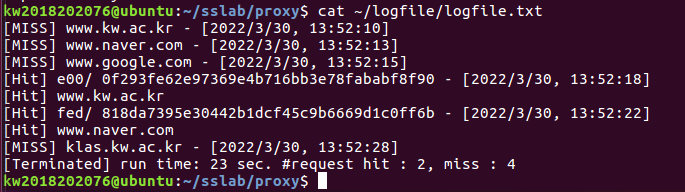 kw2018202076@ubuntu:~/sslab/proxy$ cat ~/logfile/logfile.txt
[MISS] www.kw.ac.kr - [2022/3/30, 13:52:10]
[MISS] www.naver.com - [2022/3/30, 13:52:13]
[MISS] www.google.com - [2022/3/30, 13:52:15]
[Hit] e00/ 0f293fe62e97369e4b716bb3e78fababf8f90 - [2022/3/30, 13:52:18]
[Hit] www.kw.ac.kr
[Hit] fed/ 818da7395e30442b1dcf45c9b6669d1c0ff6b - [2022/3/30, 13:52:22]
[Hit] www.naver.com
[MISS] klas.kw.ac.kr - [2022/3/30, 13:52:28]
[Terminated] run time: 23 sec. #request hit : 2, miss : 4
kw2018202076@ubuntu:~/sslab/proxy$